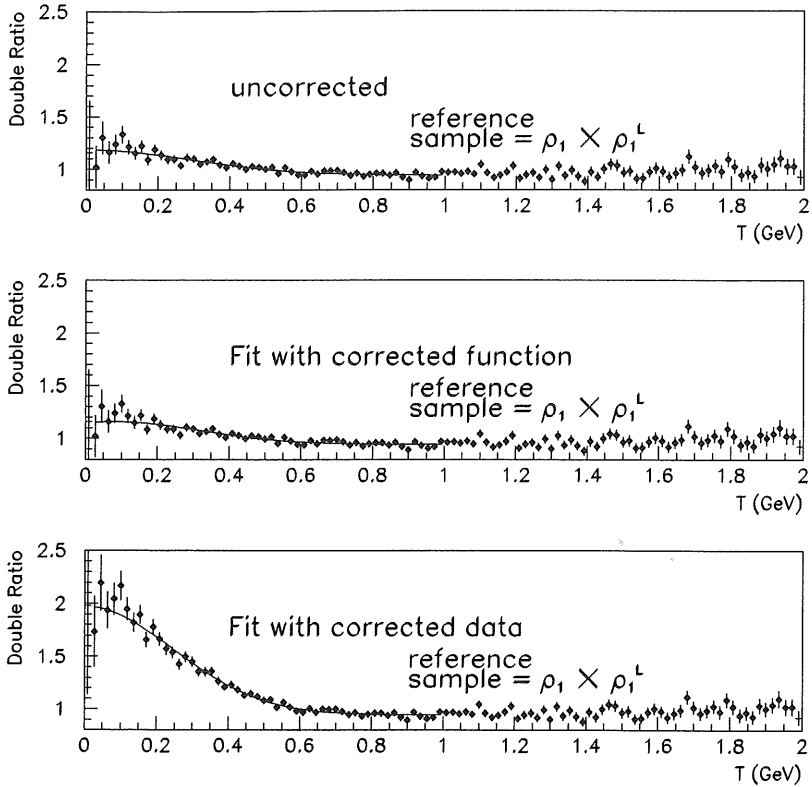 Double Ratio
2.5
2
1.5
1
uncorrected
reference
sample = ρ₁ × ρ₁ᴸ
0 0.2 0.4 0.6 0.8 1 1.2 1.4 1.6 1.8 2
T (GeV)
Double Ratio
2.5
2
1.5
1
Fit with corrected function
reference
sample = ρ₁ × ρ₁ᴸ
0 0.2 0.4 0.6 0.8 1 1.2 1.4 1.6 1.8 2
T (GeV)
Double Ratio
2.5
2
1.5
1
Fit with corrected data
reference
sample = ρ₁ × ρ₁ᴸ
0 0.2 0.4 0.6 0.8 1 1.2 1.4 1.6 1.8 2
T (GeV)